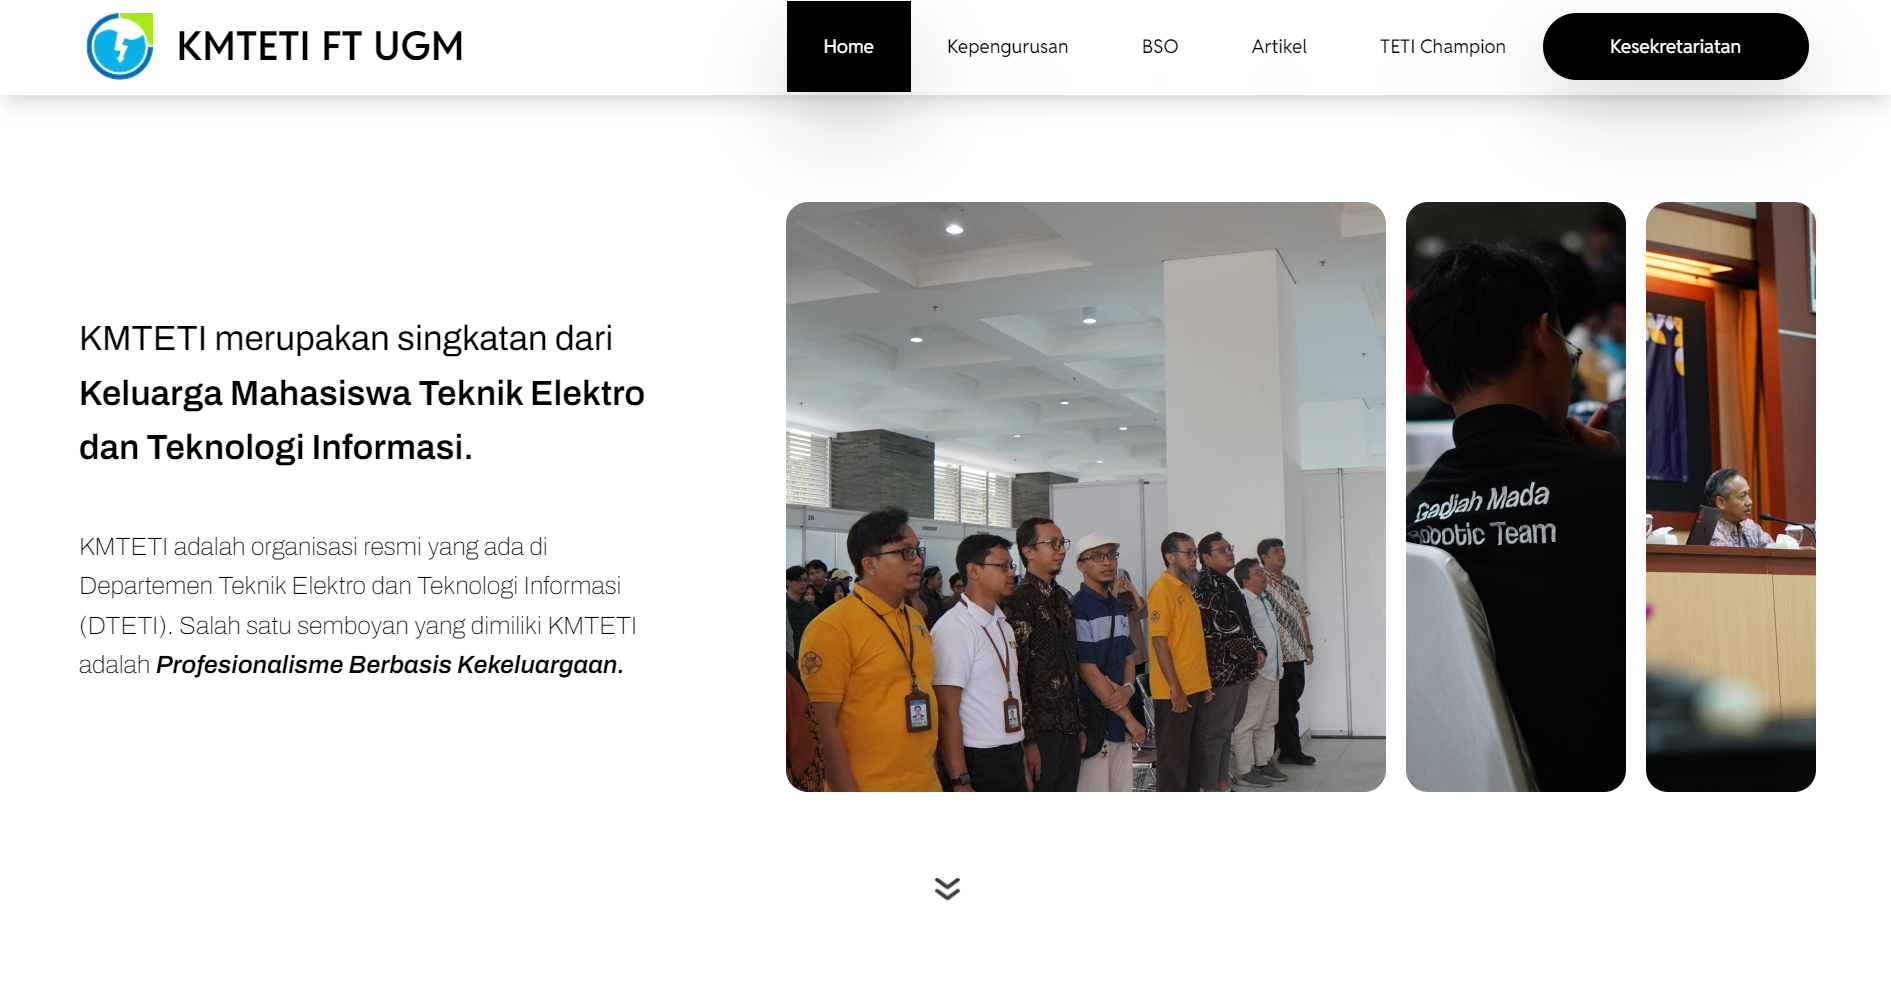 KMTETI FT UGM
Home
Kepengurusan
BSO
Artikel
TETI Champion
Kesekretariatan
KMTETI merupakan singkatan dari
Keluarga Mahasiswa Teknik Elektro
dan Teknologi Informasi.
KMTETI adalah organisasi resmi yang ada di
Departemen Teknik Elektro dan Teknologi Informasi
(DTETI). Salah satu semboyan yang dimiliki KMTETI
adalah Profesionalisme Berbasis Kekeluargaan.
Gadjah Mada
Robotic Team